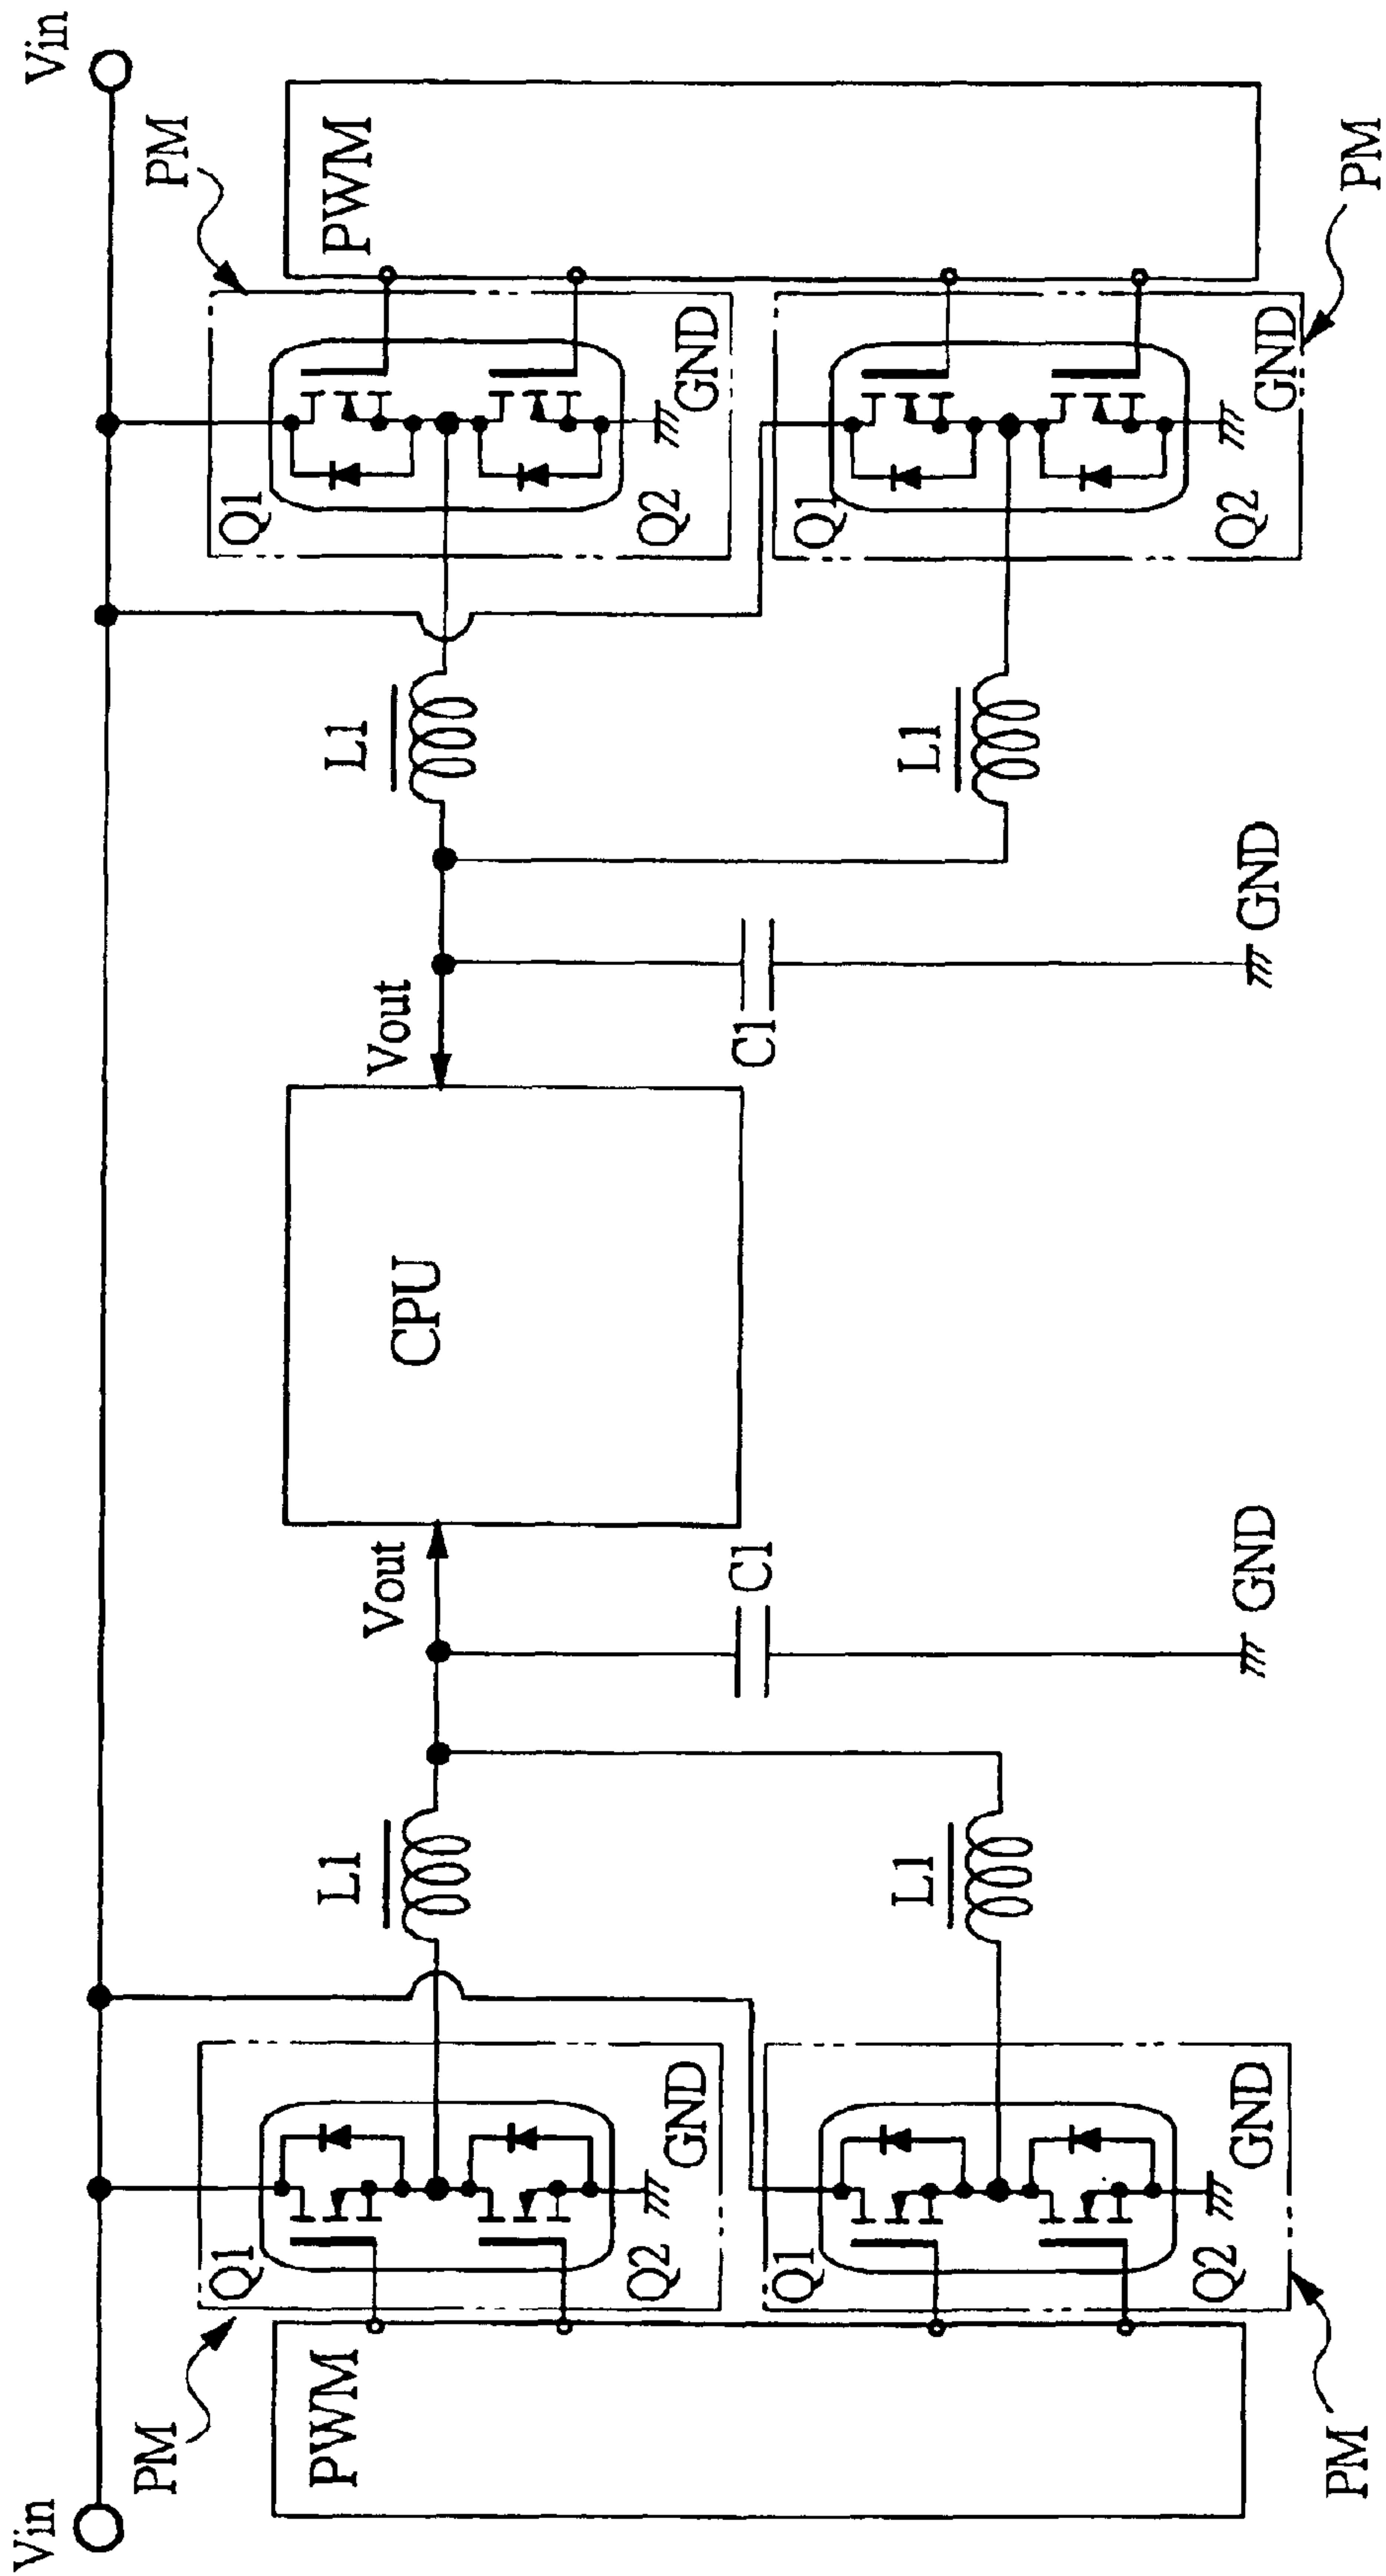 Vin
Vin
PM
PM
PWM
PWM
Q1
Q2
GND
L1
Vout
CPU
Vout
L1
Q1
Q2
GND
Q1
Q2
GND
L1
C1
GND
C1
GND
L1
Q1
Q2
GND
PM
PM